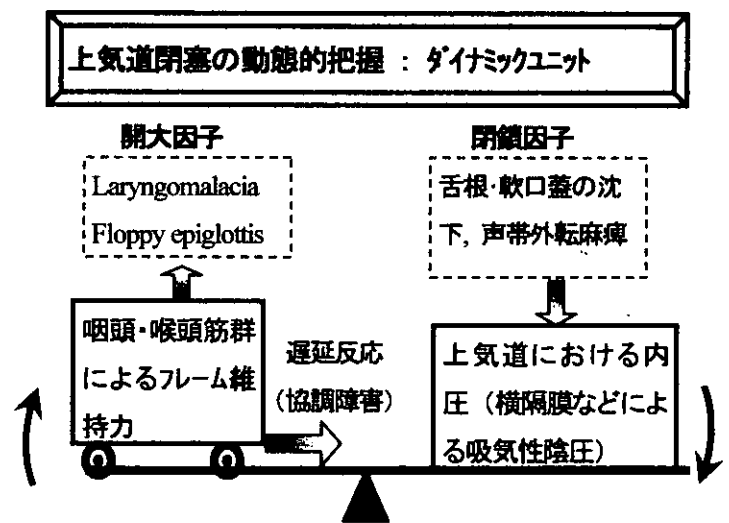 上気道閉塞の動態的把握 : ダイナミックユニット
開大因子
Laryngomalacia
Floppy epiglottis
閉鎖因子
舌根･軟口蓋の沈
下, 声帯外転麻痺
咽頭・喉頭筋群
によるフレーム維
持力
遅延反応
（協調障害）
上気道における内
圧（横隔膜などによ
る吸気性陰圧）